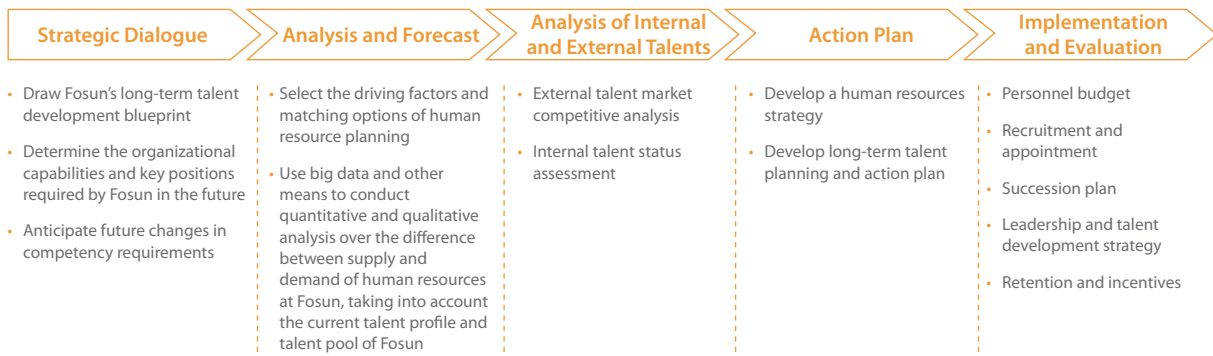 Strategic Dialogue
Analysis and Forecast
Analysis of Internal
and External Talents
Action Plan
Implementation
and Evaluation
• Draw Fosun's long-term talent
development blueprint
• Determine the organizational
capabilities and key positions
required by Fosun in the future
• Anticipate future changes in
competency requirements
• Select the driving factors and
matching options of human
resource planning
• Use big data and other
means to conduct
quantitative and qualitative
analysis over the difference
between supply and
demand of human resources
at Fosun, taking into account
the current talent profile and
talent pool of Fosun
• External talent market
competitive analysis
• Internal talent status
assessment
• Develop a human resources
strategy
• Develop long-term talent
planning and action plan
• Personnel budget
• Recruitment and
appointment
• Succession plan
• Leadership and talent
development strategy
• Retention and incentives